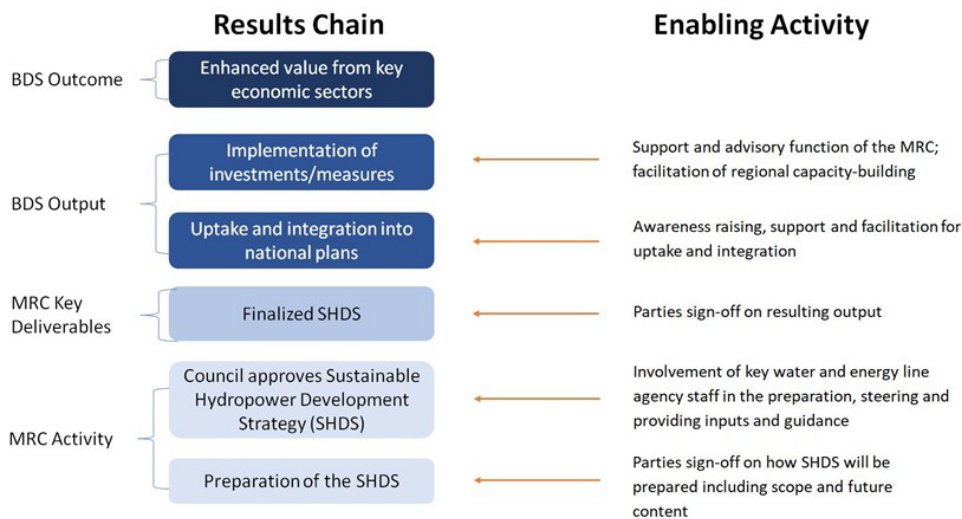 Results Chain
Enabling Activity
BDS Outcome
Enhanced value from key
economic sectors
BDS Output
Implementation of
investments/measures
Support and advisory function of the MRC;
facilitation of regional capacity-building
Uptake and integration into
national plans
Awareness raising, support and facilitation for
uptake and integration
MRC Key
Deliverables
Finalized SHDS
Parties sign-off on resulting output
MRC Activity
Council approves Sustainable
Hydropower Development
Strategy (SHDS)
Involvement of key water and energy line
agency staff in the preparation, steering and
providing inputs and guidance
Preparation of the SHDS
Parties sign-off on how SHDS will be
prepared including scope and future
content